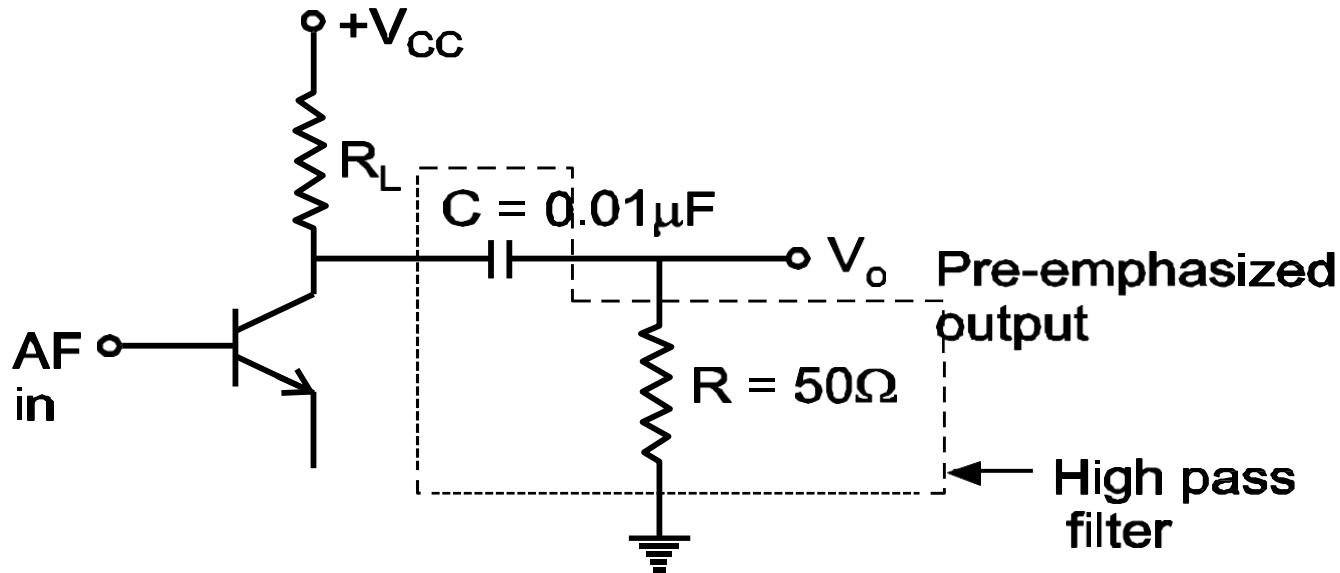 +VCC
RL
C = 0.01μF
Vo
Pre-emphasized
output
AF
in
R = 50Ω
High pass
filter